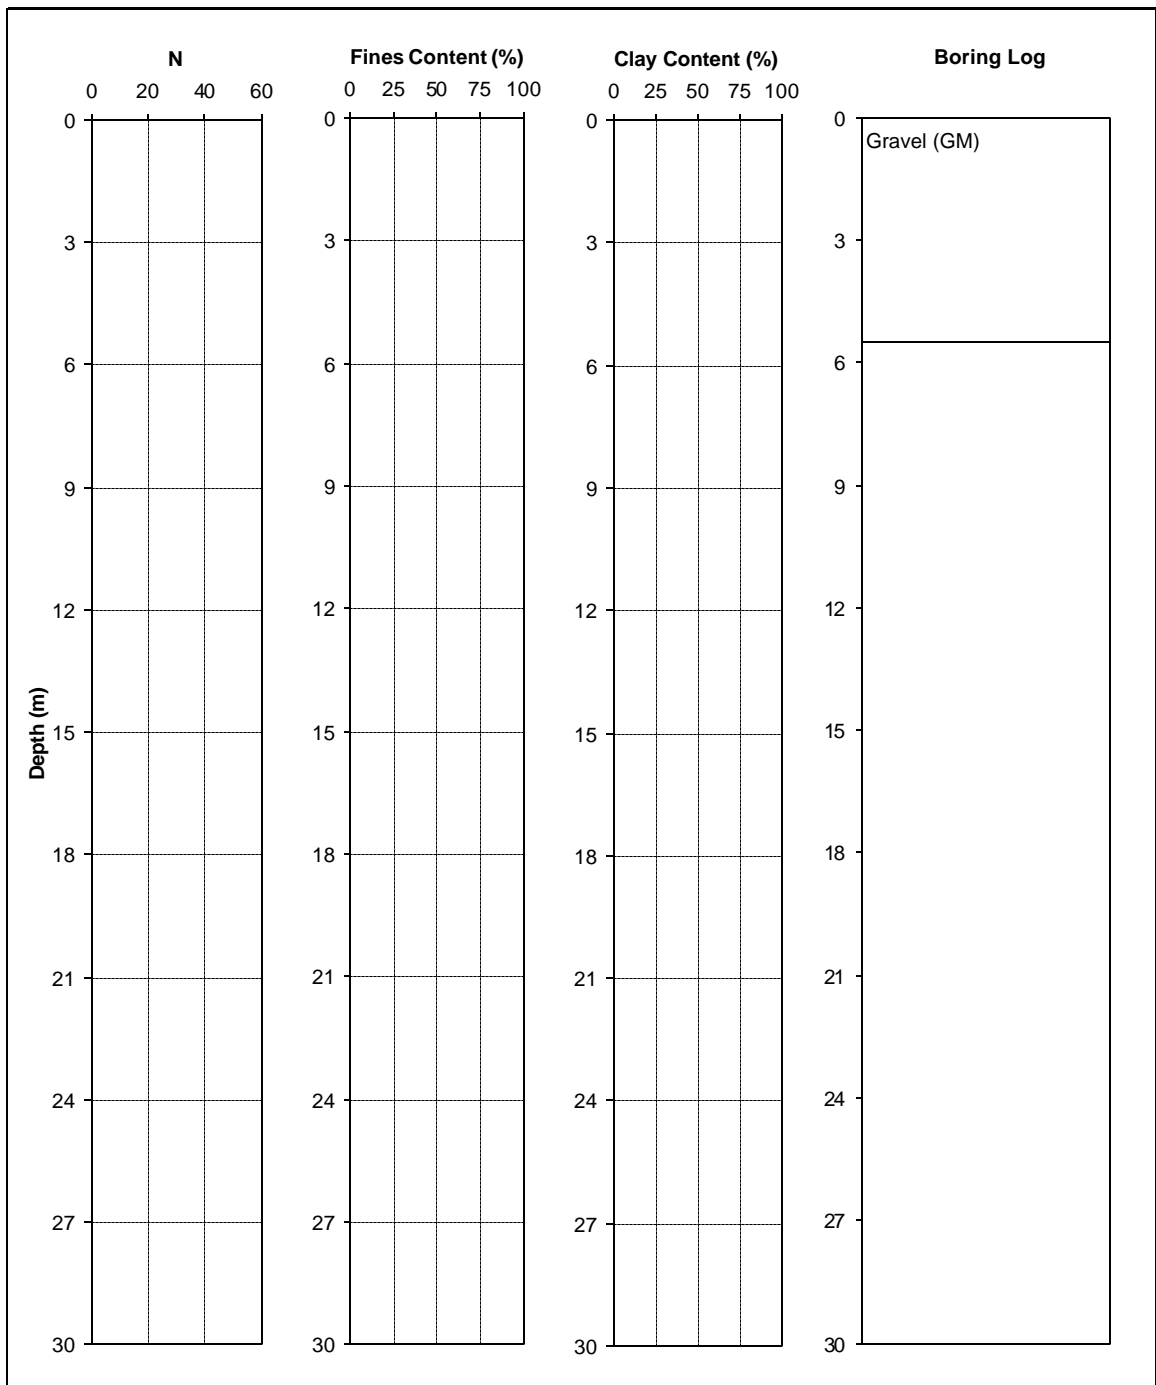 N Fines Content (%) Clay Content (%) Boring Log
0 20 40 60 0 25 50 75 100 0 25 50 75 100
0 0 0 0
Gravel (GM)
3 3 3 3
6 6 6 6
9 9 9 9
12 12 12 12
Depth (m)
15 15 15 15
18 18 18 18
21 21 21 21
24 24 24 24
27 27 27 27
30 30 30 30